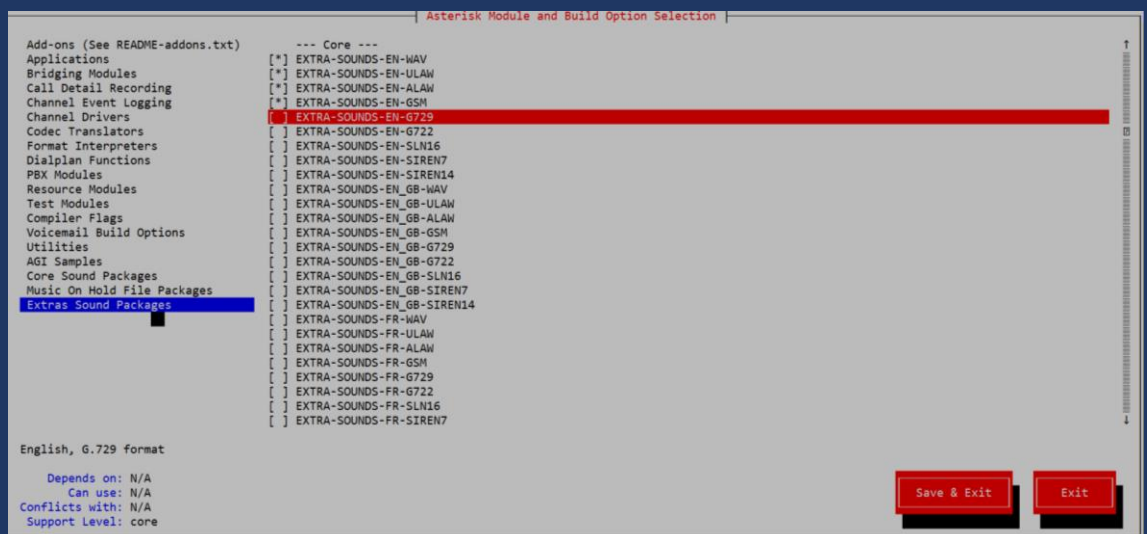 Asterisk Module and Build Option Selection
Add-ons (See README-addons.txt)
Applications
Bridging Modules
Call Detail Recording
Channel Event Logging
Channel Drivers
Codec Translators
Format Interpreters
Dialplan Functions
PBX Modules
Resource Modules
Test Modules
Compiler Flags
Voicemail Build Options
Utilities
AGI Samples
Core Sound Packages
Music On Hold File Packages
Extras Sound Packages
--- Core ---
[*] EXTRA-SOUNDS-EN-WAV
[*] EXTRA-SOUNDS-EN-ULAW
[*] EXTRA-SOUNDS-EN-ALAW
[*] EXTRA-SOUNDS-EN-GSM
[ ] EXTRA-SOUNDS-EN-G729
[ ] EXTRA-SOUNDS-EN-G722
[ ] EXTRA-SOUNDS-EN-SLN16
[ ] EXTRA-SOUNDS-EN-SIREN7
[ ] EXTRA-SOUNDS-EN-SIREN14
[ ] EXTRA-SOUNDS-EN_GB-WAV
[ ] EXTRA-SOUNDS-EN_GB-ULAW
[ ] EXTRA-SOUNDS-EN_GB-ALAW
[ ] EXTRA-SOUNDS-EN_GB-GSM
[ ] EXTRA-SOUNDS-EN_GB-G729
[ ] EXTRA-SOUNDS-EN_GB-G722
[ ] EXTRA-SOUNDS-EN_GB-SLN16
[ ] EXTRA-SOUNDS-EN_GB-SIREN7
[ ] EXTRA-SOUNDS-EN_GB-SIREN14
[ ] EXTRA-SOUNDS-FR-WAV
[ ] EXTRA-SOUNDS-FR-ULAW
[ ] EXTRA-SOUNDS-FR-ALAW
[ ] EXTRA-SOUNDS-FR-GSM
[ ] EXTRA-SOUNDS-FR-G729
[ ] EXTRA-SOUNDS-FR-G722
[ ] EXTRA-SOUNDS-FR-SLN16
[ ] EXTRA-SOUNDS-FR-SIREN7
English, G.729 format
Depends on: N/A
Can use: N/A
Conflicts with: N/A
Support Level: core
Save & Exit
Exit